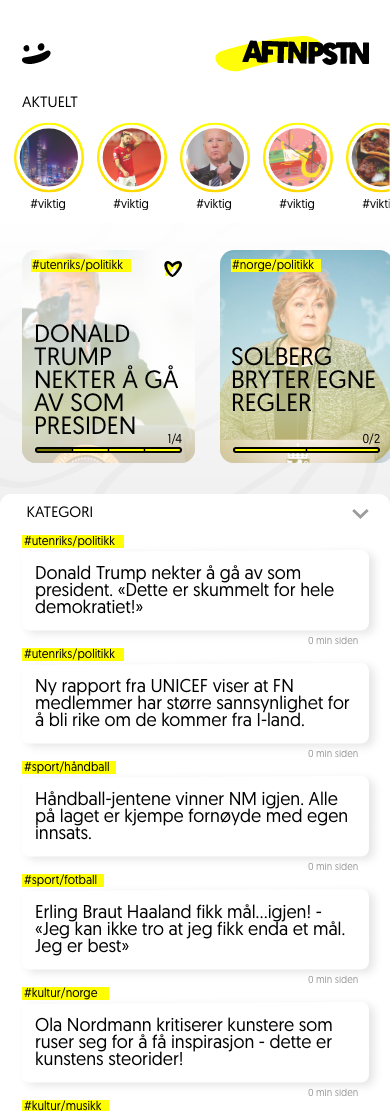 AFTNPSTN
AKTUELT
#viktig
#viktig
#viktig
#viktig
#vikti
#utenriks/politikk
DONALD
TRUMP
NEKTER Å GÅ
AV SOM
PRESIDEN
1/4
#norge/politikk
SOLBERG
BRYTER EGNE
REGLER
0/2
KATEGORI
#utenriks/politikk
Donald Trump nekter å gå av som
president. «Dette er skummelt for hele
demokratiet!»
0 min siden
#utenriks/politikk
Ny rapport fra UNICEF viser at FN
medlemmer har større sannsynlighet for
å bli rike om de kommer fra I-land.
0 min siden
#sport/håndball
Håndball-jentene vinner NM igjen. Alle
på laget er kjempe fornøyde med egen
innsats.
0 min siden
#sport/fotball
Erling Braut Haaland fikk mål...igjen! -
«Jeg kan ikke tro at jeg fikk enda et mål.
Jeg er best»
0 min siden
#kultur/norge
Ola Nordmann kritiserer kunstere som
ruser seg for å få inspirasjon - dette er
kunstens steorider!
0 min siden
#kultur/musikk